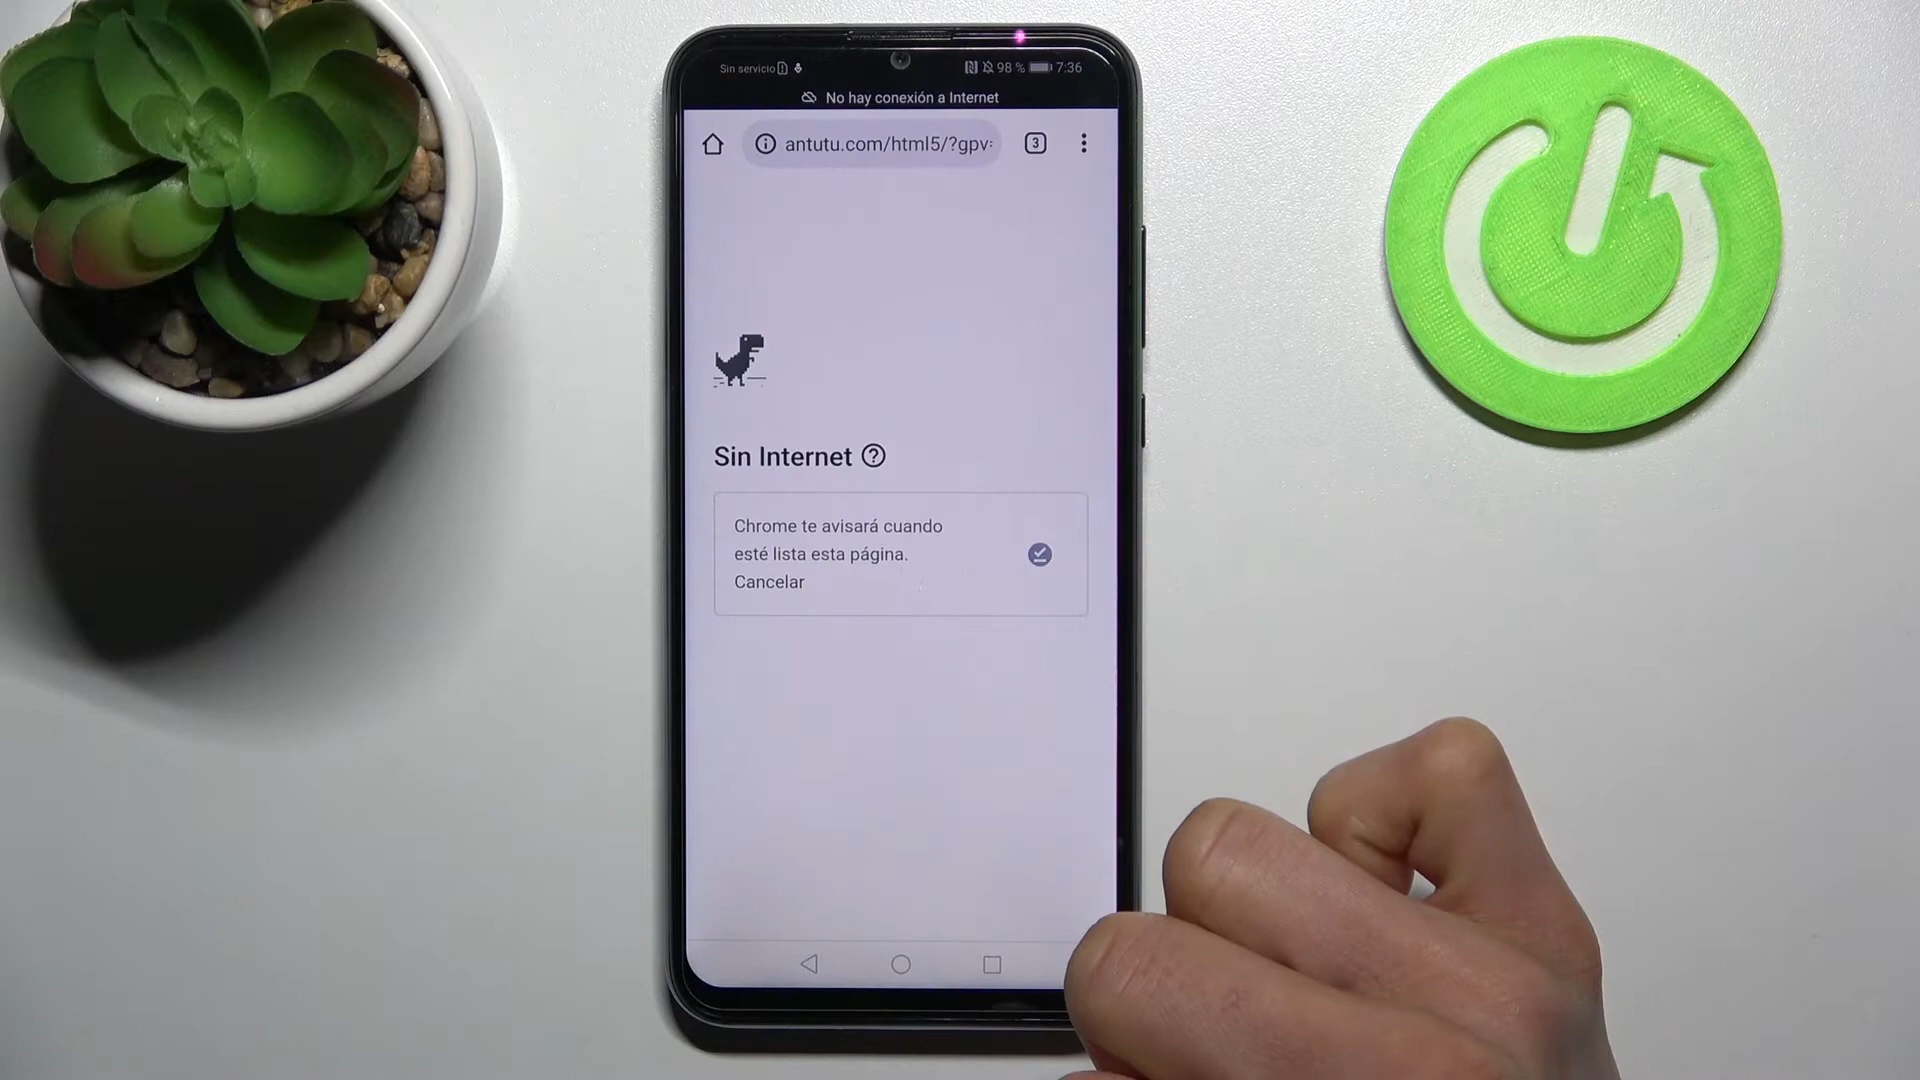 Sin servicio 98 % 7:36
No hay conexión a Internet
antutu.com/html5/?gpv= 3
Sin Internet
Chrome te avisará cuando
esté lista esta página.
Cancelar